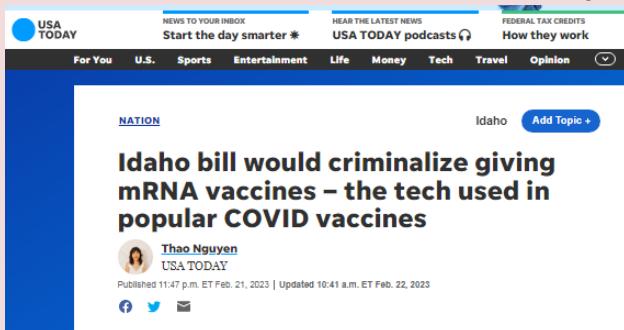 USA
TODAY
NEWS TO YOUR INBOX
Start the day smarter ☀
HEAR THE LATEST NEWS
USA TODAY podcasts 🎧
FEDERAL TAX CREDITS
How they work
For You U.S. Sports Entertainment Life Money Tech Travel Opinion
NATION
Idaho Add Topic +
Idaho bill would criminalize giving
mRNA vaccines – the tech used in
popular COVID vaccines
Thao Nguyen
USA TODAY
Published 11:47 p.m. ET Feb. 21, 2023 | Updated 10:41 a.m. ET Feb. 22, 2023